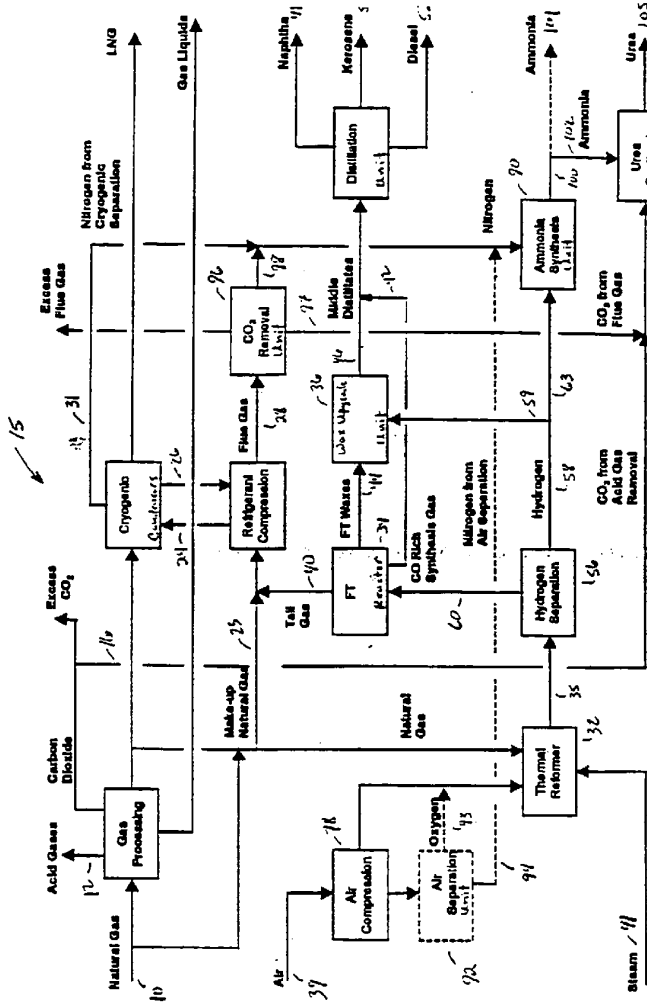 15
Acid Gases
Carbon
Dioxide
Excess
CO₂
Excess
Flue Gas
Nitrogen from
Cryogenic
Separation
LNG
Gas Liquids
Natural Gas
10
12
Gas
Processing
16
Cryogenic
31
24
26
Make-up
Natural Gas
25
Refrigerant
Compression
Flue Gas
28
CO₂
Removal
Unit
96
97
98
Natural
Gas
Tail
Gas
40
FT
Reactor
34
FT Waxes
44
Wax Upgrade
Unit
36
46
Middle
Distillates
42
Distillation
Unit
Naphtha
Kerosene
Diesel
CO Rich
Synthesis Gas
Nitrogen from
Air Separation
Nitrogen
Air
39
Air
Compression
78
Oxygen
93
Air
Separation
Unit
92
94
Thermal
Reformer
32
35
60
Hydrogen Separation
56
Hydrogen
58
59
63
Ammonia
Synthesis
Unit
90
100
102
Ammonia
Ammonia
101
CO₂ from
Flue Gas
CO₂ from
Acid Gas
Removal
Urea
Urea
105
Steam